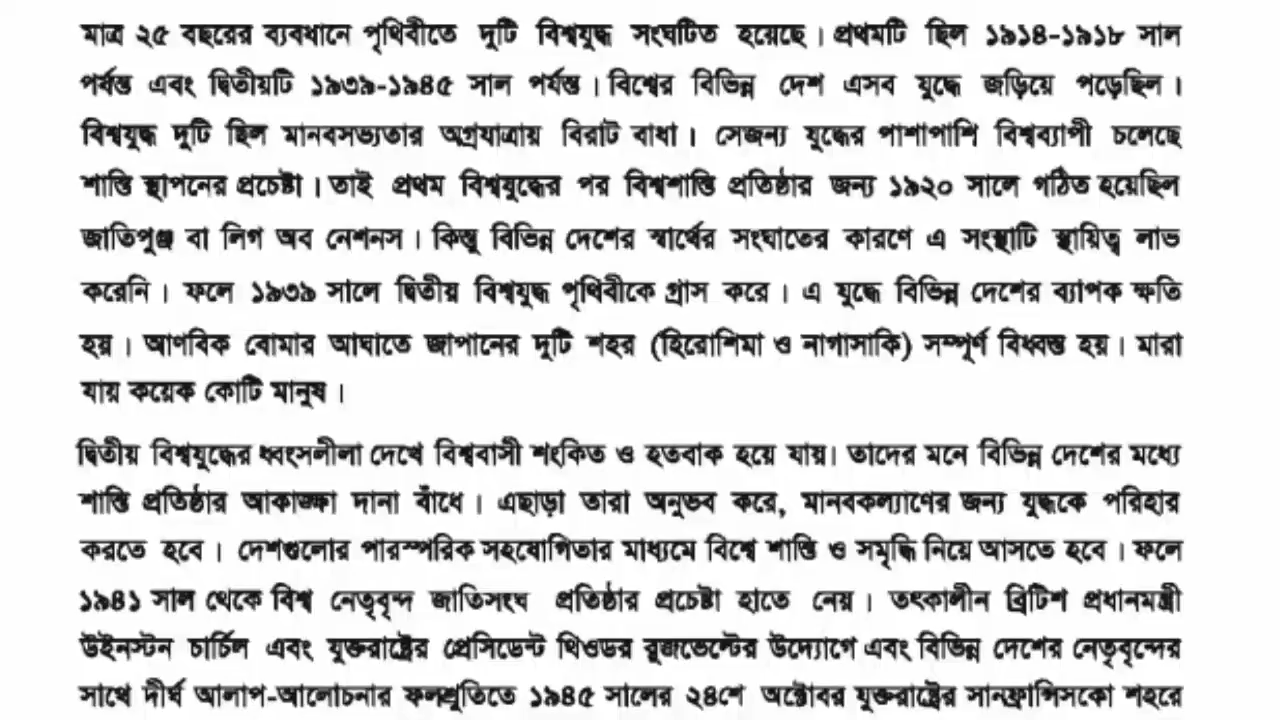 মাত্র ২৫ বছরের ব্যবধানে পৃথিবীতে দুটি বিশ্বযুদ্ধ সংঘটিত হয়েছে। প্রথমটি ছিল ১৯১৪-১৯১৮ সাল
পর্যন্ত এবং দ্বিতীয়টি ১৯৩৯-১৯৪৫ সাল পর্যন্ত। বিশ্বের বিভিন্ন দেশ এসব যুদ্ধে জড়িয়ে পড়েছিল।
বিশ্বযুদ্ধ দুটি ছিল মানবসভ্যতার অগ্রযাত্রায় বিরাট বাধা। সেজন্য যুদ্ধের পাশাপাশি বিশ্বব্যাপী চলেছে
শান্তি স্থাপনের প্রচেষ্টা। তাই প্রথম বিশ্বযুদ্ধের পর বিশ্বশান্তি প্রতিষ্ঠার জন্য ১৯২০ সালে গঠিত হয়েছিল
জাতিপুঞ্জ বা লিগ অব নেশনস। কিন্তু বিভিন্ন দেশের স্বার্থের সংঘাতের কারণে এ সংস্থাটি স্থায়িত্ব লাভ
করেনি। ফলে ১৯৩৯ সালে দ্বিতীয় বিশ্বযুদ্ধ পৃথিবীকে গ্রাস করে। এ যুদ্ধে বিভিন্ন দেশের ব্যাপক ক্ষতি
হয়। আণবিক বোমার আঘাতে জাপানের দুটি শহর (হিরোশিমা ও নাগাসাকি) সম্পূর্ণ বিধ্বস্ত হয়। মারা
যায় কয়েক কোটি মানুষ।
দ্বিতীয় বিশ্বযুদ্ধের ধ্বংসলীলা দেখে বিশ্ববাসী শংকিত ও হতবাক হয়ে যায়। তাদের মনে বিভিন্ন দেশের মধ্যে
শান্তি প্রতিষ্ঠার আকাঙ্ক্ষা দানা বাঁধে। এছাড়া তারা অনুভব করে, মানবকল্যাণের জন্য যুদ্ধকে পরিহার
করতে হবে। দেশগুলোর পারস্পরিক সহযোগিতার মাধ্যমে বিশ্বে শান্তি ও সমৃদ্ধি নিয়ে আসতে হবে। ফলে
১৯৪১ সাল থেকে বিশ্ব নেতৃবৃন্দ জাতিসংঘ প্রতিষ্ঠার প্রচেষ্টা হাতে নেয়। তৎকালীন ব্রিটিশ প্রধানমন্ত্রী
উইনস্টন চার্চিল এবং যুক্তরাষ্ট্রের প্রেসিডেন্ট থিওডর রুজভেল্টের উদ্যোগে এবং বিভিন্ন দেশের নেতৃবৃন্দের
সাথে দীর্ঘ আলাপ-আলোচনার ফলশ্রুতিতে ১৯৪৫ সালের ২৪শে অক্টোবর যুক্তরাষ্ট্রের সানফ্রান্সিসকো শহরে